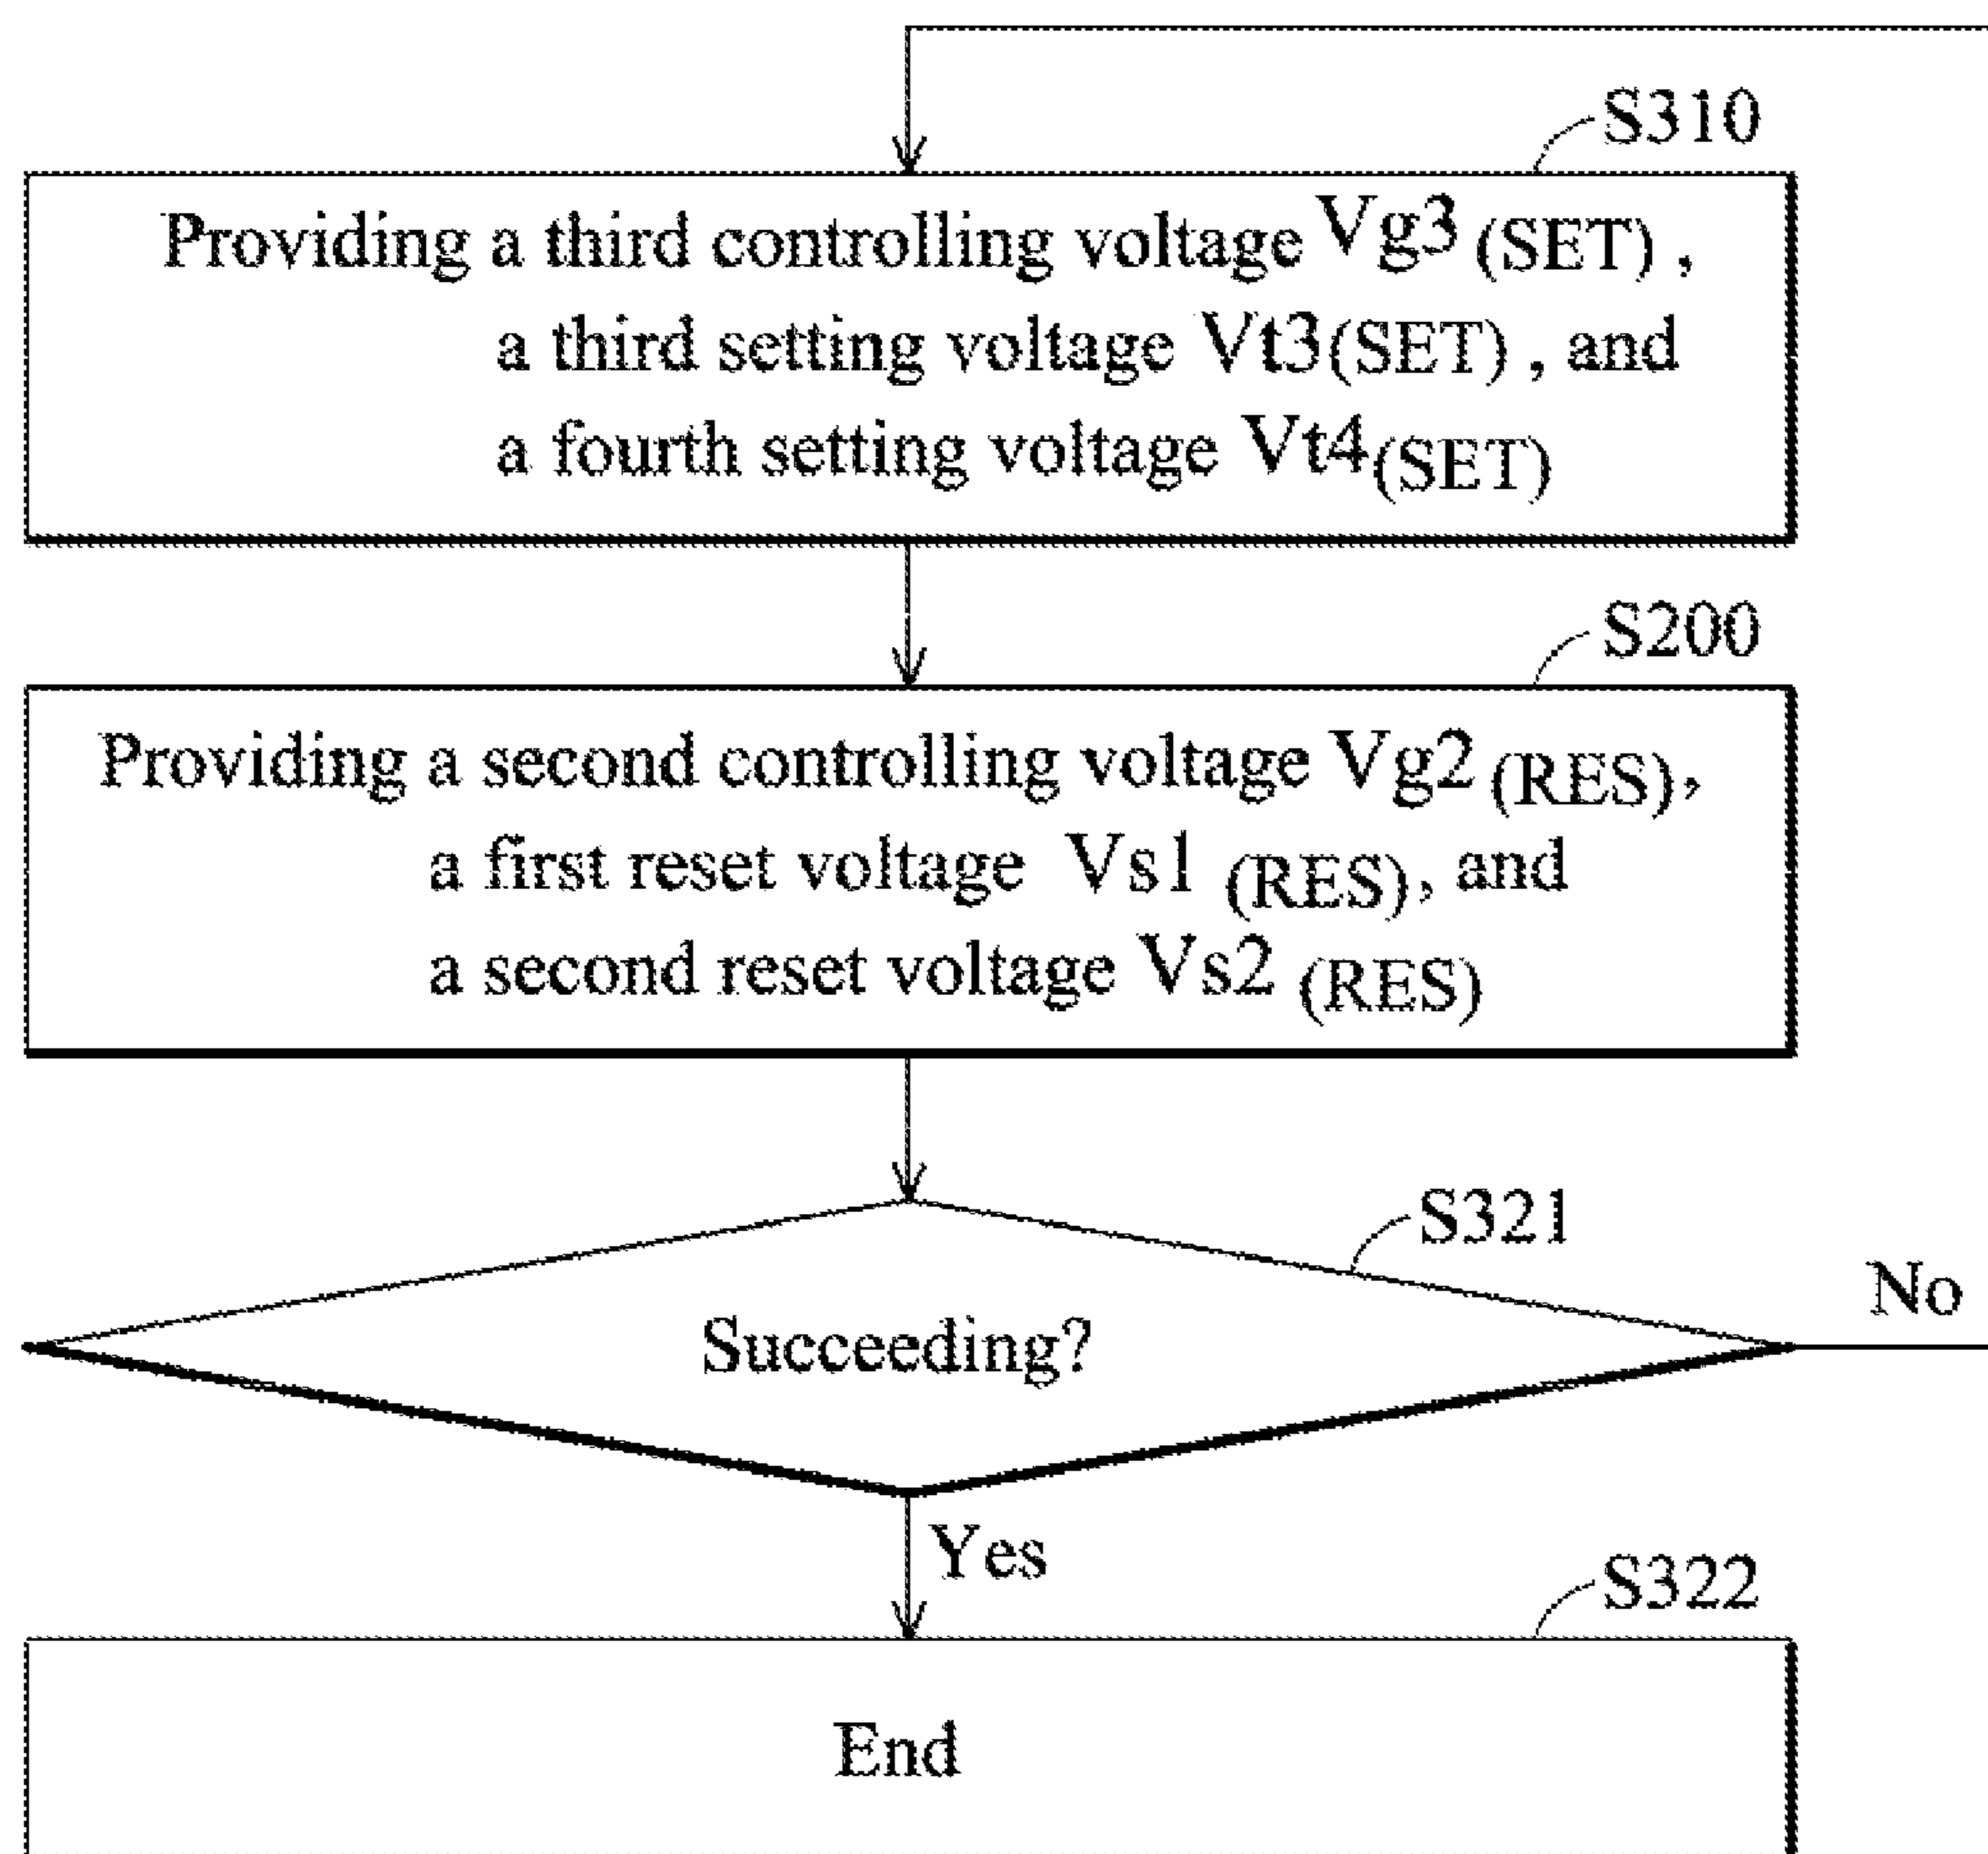 S310
Providing a third controlling voltage Vg3 (SET) ,
a third setting voltage Vt3(SET) , and
a fourth setting voltage Vt4(SET)
S200
Providing a second controlling voltage Vg2 (RES),
a first reset voltage Vs1 (RES), and
a second reset voltage Vs2 (RES)
S321
No
Succeeding?
Yes
S322
End